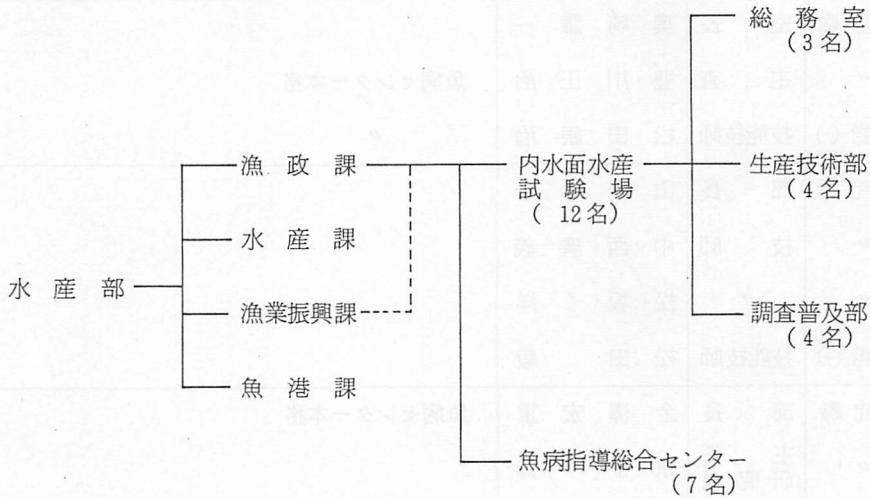 総務室
(3名)
漁政課
内水面水産
試験場
(12名)
生産技術部
(4名)
水産課
水産部
漁業振興課
調査普及部
(4名)
魚港課
魚病指導総合センター
(7名)